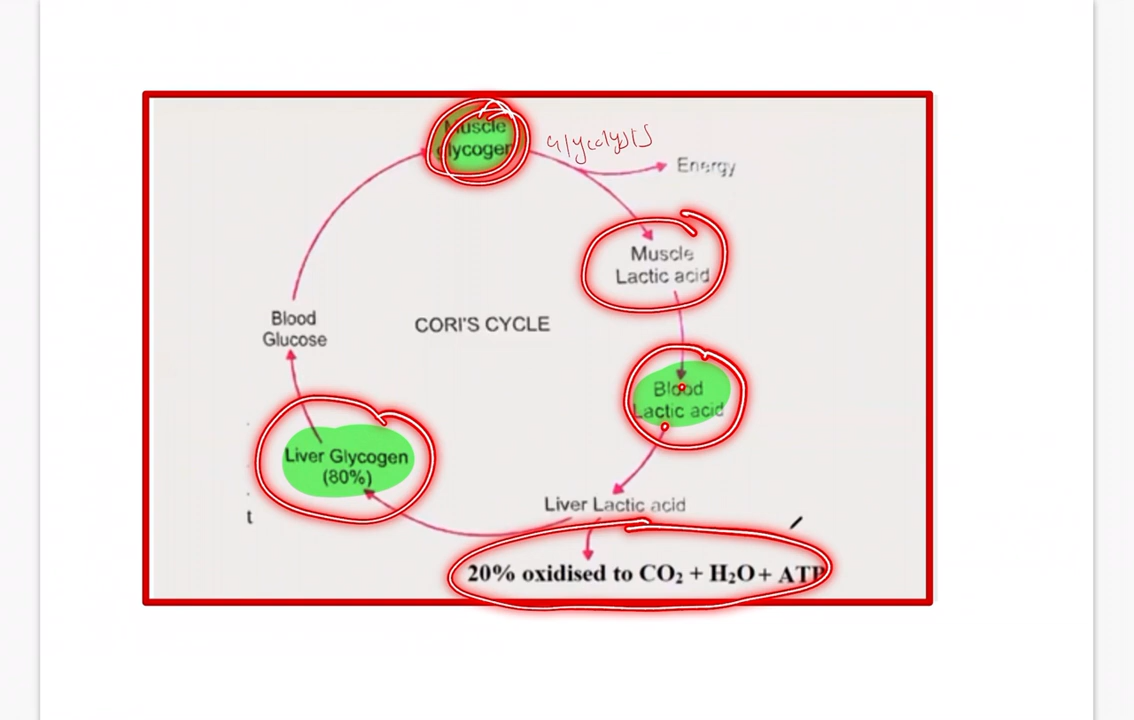 Muscle
glycogen
Glycolysis
Energy
Muscle
Lactic acid
Blood
Glucose
CORI'S CYCLE
Blood
Lactic acid
Liver Glycogen
(80%)
Liver Lactic acid
t
20% oxidised to CO₂ + H₂O + ATP